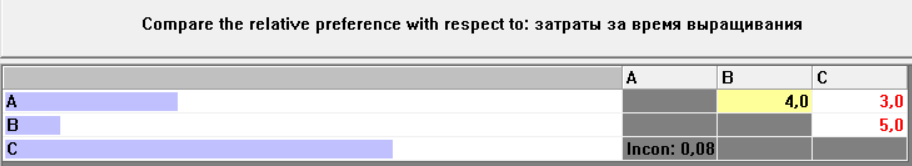 Compare the relative preference with respect to: затраты за время выращивания
A B C
A 4,0 3,0
B 5,0
C Incon: 0,08